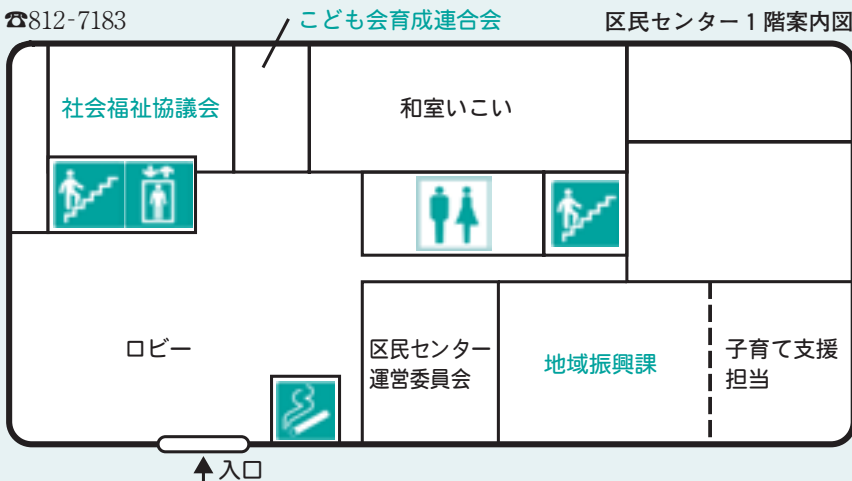 ☎812-7183
こども会育成連合会
区民センター1階案内図
社会福祉協議会
和室いこい
ロビー
区民センター
運営委員会
地域振興課
子育て支援
担当
入口